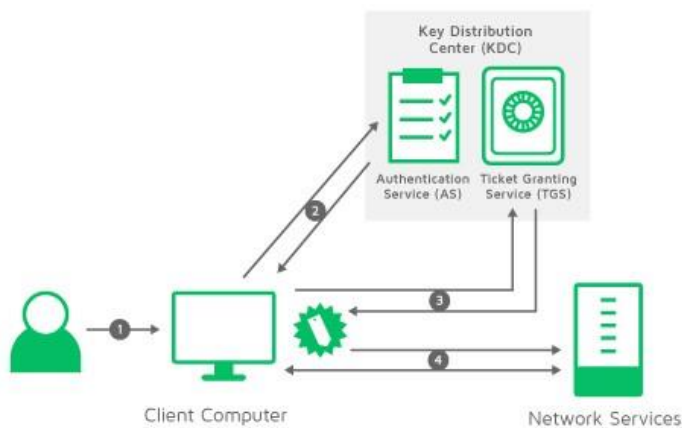 Key Distribution
Center (KDC)
Authentication
Service (AS)
Ticket Granting
Service (TGS)
2
3
1
4
Client Computer
Network Services